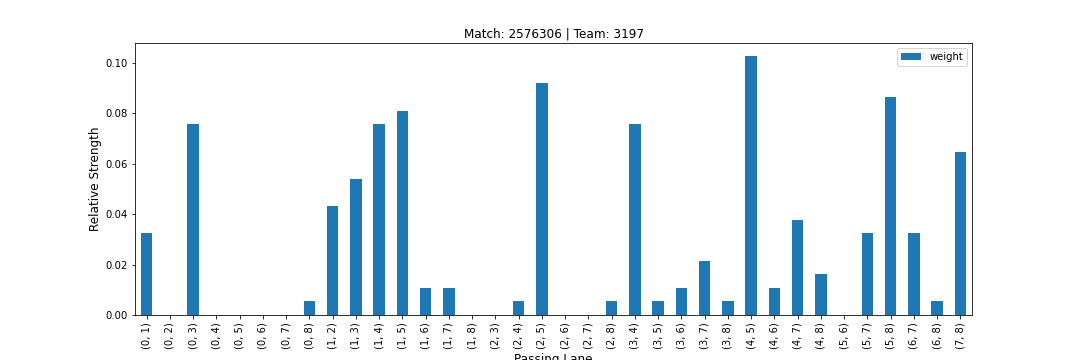 Match: 2576306 | Team: 3197
weight
Relative Strength
0.10
0.08
0.06
0.04
0.02
0.00
(0, 1) (0, 2) (0, 3) (0, 4) (0, 5) (0, 6) (0, 7) (0, 8) (1, 2) (1, 3) (1, 4) (1, 5) (1, 6) (1, 7) (1, 8) (2, 3) (2, 4) (2, 5) (2, 6) (2, 7) (2, 8) (3, 4) (3, 5) (3, 6) (3, 7) (3, 8) (4, 5) (4, 6) (4, 7) (4, 8) (5, 6) (5, 7) (5, 8) (6, 7) (6, 8) (7, 8)
Passing Lane